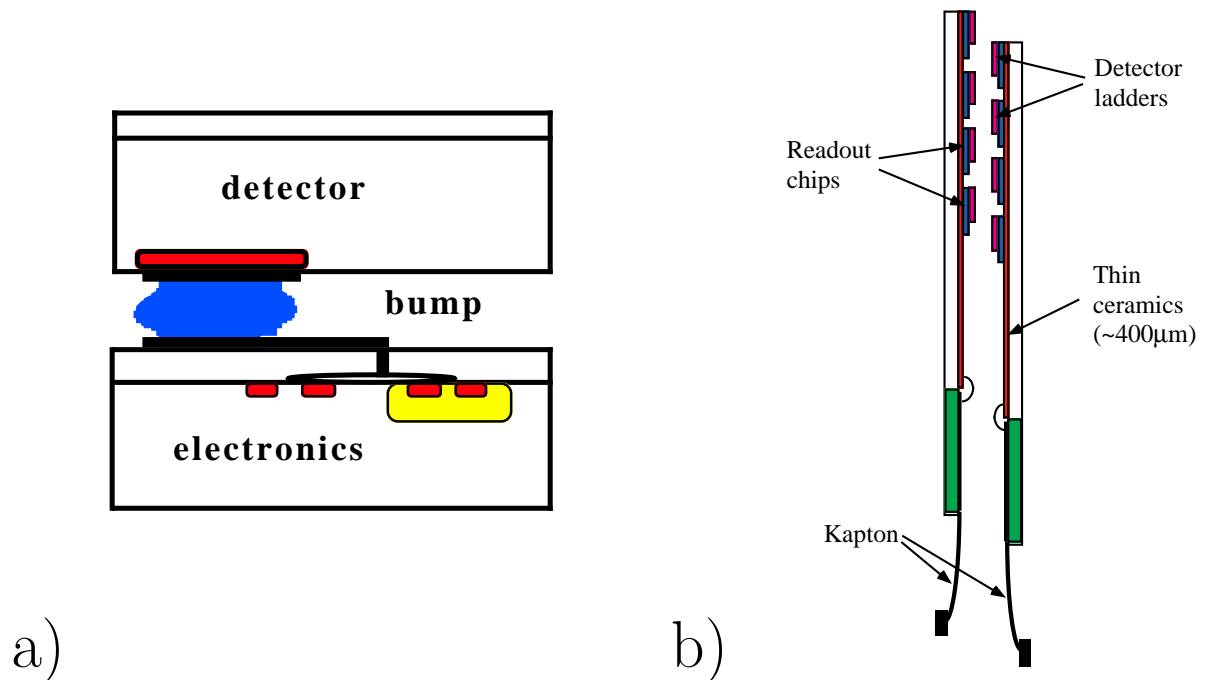 detector
bump
electronics
a)
Detector
ladders
Readout
chips
Thin
ceramics
(~400µm)
Kapton
b)